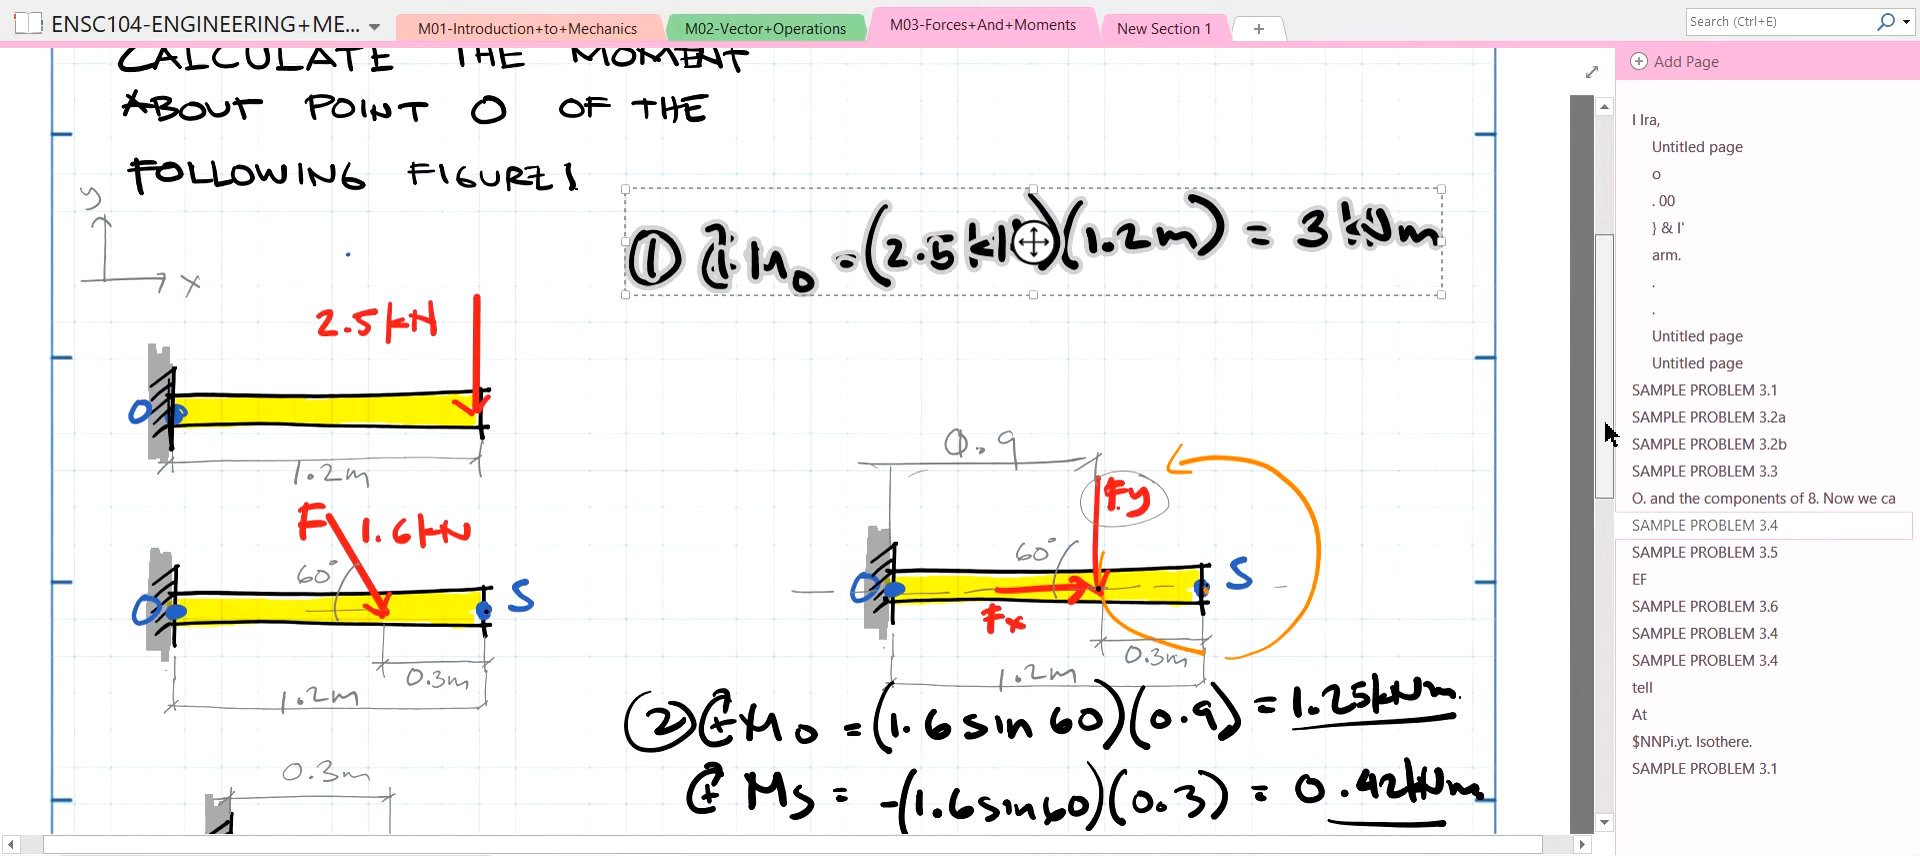 ENSC104-ENGINEERING+ME...
M01-Introduction+to+Mechanics
M02-Vector+Operations
M03-Forces+And+Moments
New Section 1
+
Search (Ctrl+E)
CALCULATE THE MOMENT
ABOUT POINT O OF THE
FOLLOWING FIGURE1
y
x
① + Mo = (2.5kN)(1.2m) = 3 kNm
2.5kN
O
1.2m
F 1.6kN
60°
O
S
0.3m
1.2m
0.3m
0.9
Fy
60°
O
S
Fx
0.3m
1.2m
② + Mo = (1.6 sin 60)(0.9) = 1.25kNm.
+ Ms = -(1.6sin60)(0.3) = 0.42kNm
Add Page
I Ira,
Untitled page
o
. 00
} & I'
arm.
.
.
Untitled page
Untitled page
SAMPLE PROBLEM 3.1
SAMPLE PROBLEM 3.2a
SAMPLE PROBLEM 3.2b
SAMPLE PROBLEM 3.3
O. and the components of 8. Now we ca
SAMPLE PROBLEM 3.4
SAMPLE PROBLEM 3.5
EF
SAMPLE PROBLEM 3.6
SAMPLE PROBLEM 3.4
SAMPLE PROBLEM 3.4
tell
At
$NNPi.yt. Isothere.
SAMPLE PROBLEM 3.1